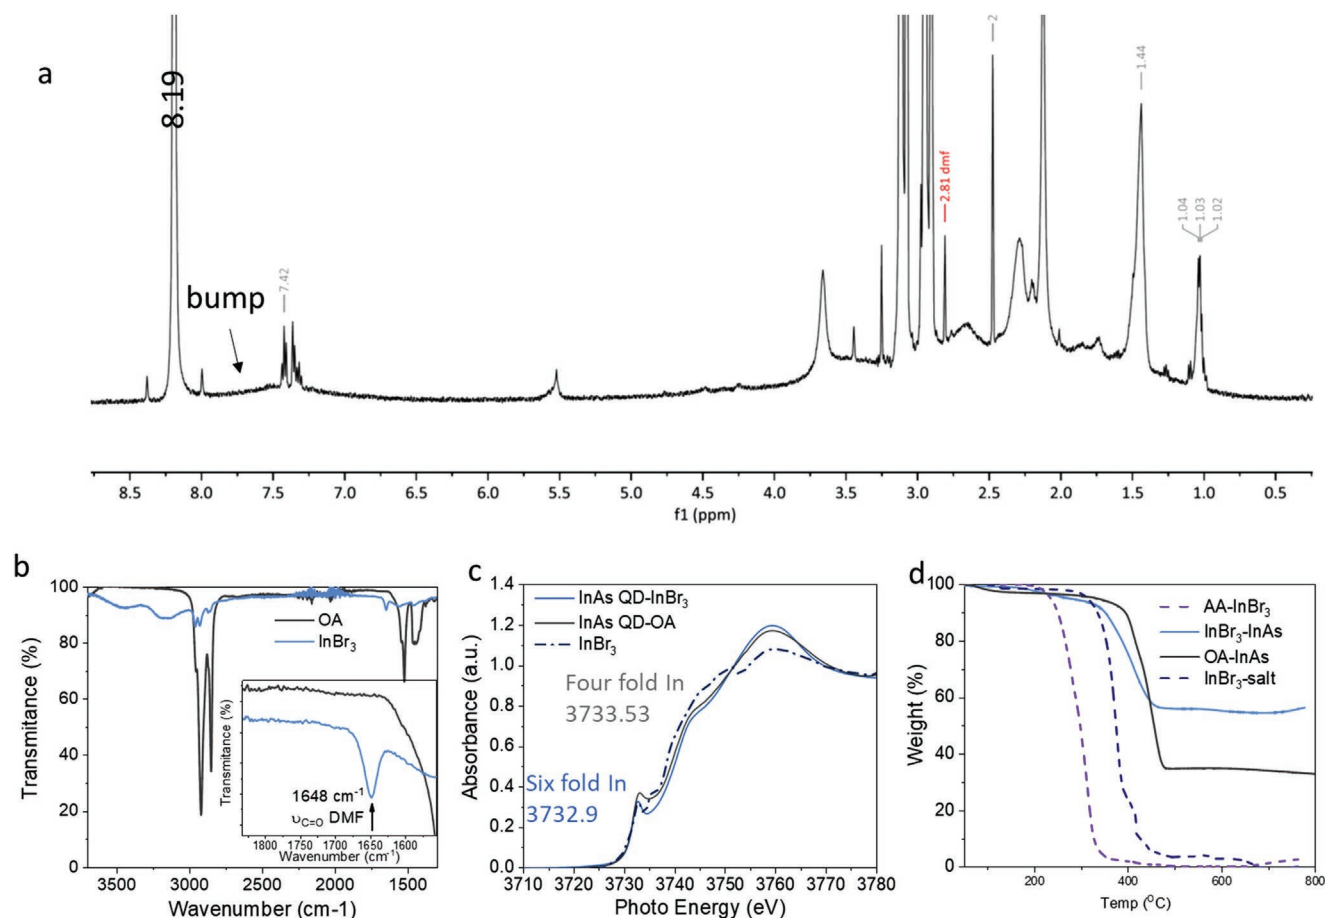 a
8.19
bump
7.42
2.81 dmf
2
1.44
1.04
1.03
1.02
8.5 8.0 7.5 7.0 6.5 6.0 5.5 5.0 4.5 4.0 3.5 3.0 2.5 2.0 1.5 1.0 0.5
f1 (ppm)
b
100
80
60
40
20
0
Transmitance (%)
OA
InBr3
Transmitance (%)
1648 cm-1
υC=O DMF
1800 1750 1700 1650 1600
Wavenumber (cm-1)
3500 3000 2500 2000 1500
Wavenumber (cm-1)
c
1.4
1.2
1.0
0.8
0.6
0.4
0.2
0.0
Absorbance (a.u.)
InAs QD-InBr3
InAs QD-OA
InBr3
Four fold In
3733.53
Six fold In
3732.9
3710 3720 3730 3740 3750 3760 3770 3780
Photo Energy (eV)
d
100
80
60
40
20
0
Weight (%)
AA-InBr3
InBr3-InAs
OA-InAs
InBr3-salt
200 400 600 800
Temp (°C)